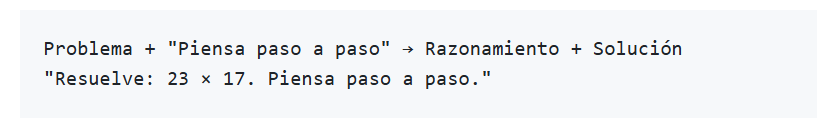 Problema + "Piensa paso a paso" → Razonamiento + Solución
"Resuelve: 23 × 17. Piensa paso a paso."